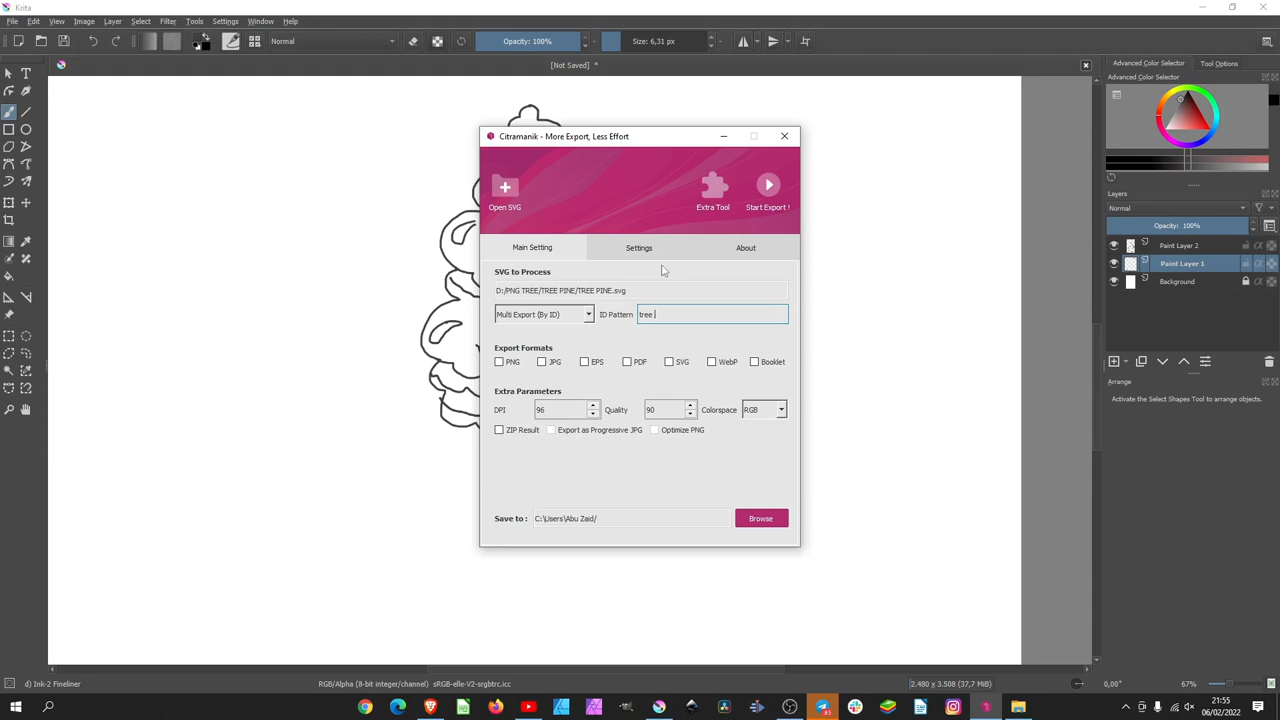 Krita
File Edit View Image Layer Select Filter Tools Settings Window Help
Normal Opacity: 100% Size: 6,31 px
[Not Saved] *
Advanced Color Selector Tool Options
Advanced Color Selector
Citramanik - More Export, Less Effort
Open SVG Extra Tool Start Export !
Main Setting Settings About
SVG to Process
D:/PNG TREE/TREE PINE/TREE PINE.svg
Multi Export (By ID) ID Pattern tree
Export Formats
PNG JPG EPS PDF SVG WebP Booklet
Extra Parameters
DPI 96 Quality 90 Colorspace RGB
ZIP Result Export as Progressive JPG Optimize PNG
Save to : C:\Users\Abu Zaid/ Browse
Layers
Normal
Opacity: 100%
Paint Layer 2
Paint Layer 1
Background
Arrange
Activate the Select Shapes Tool to arrange objects.
d) Ink-2 Fineliner RGB/Alpha (8-bit integer/channel) sRGB-elle-V2-srgbtrc.icc 2.480 x 3.508 (37,7 MiB) 0,00° 67%
21:55
06/02/2022